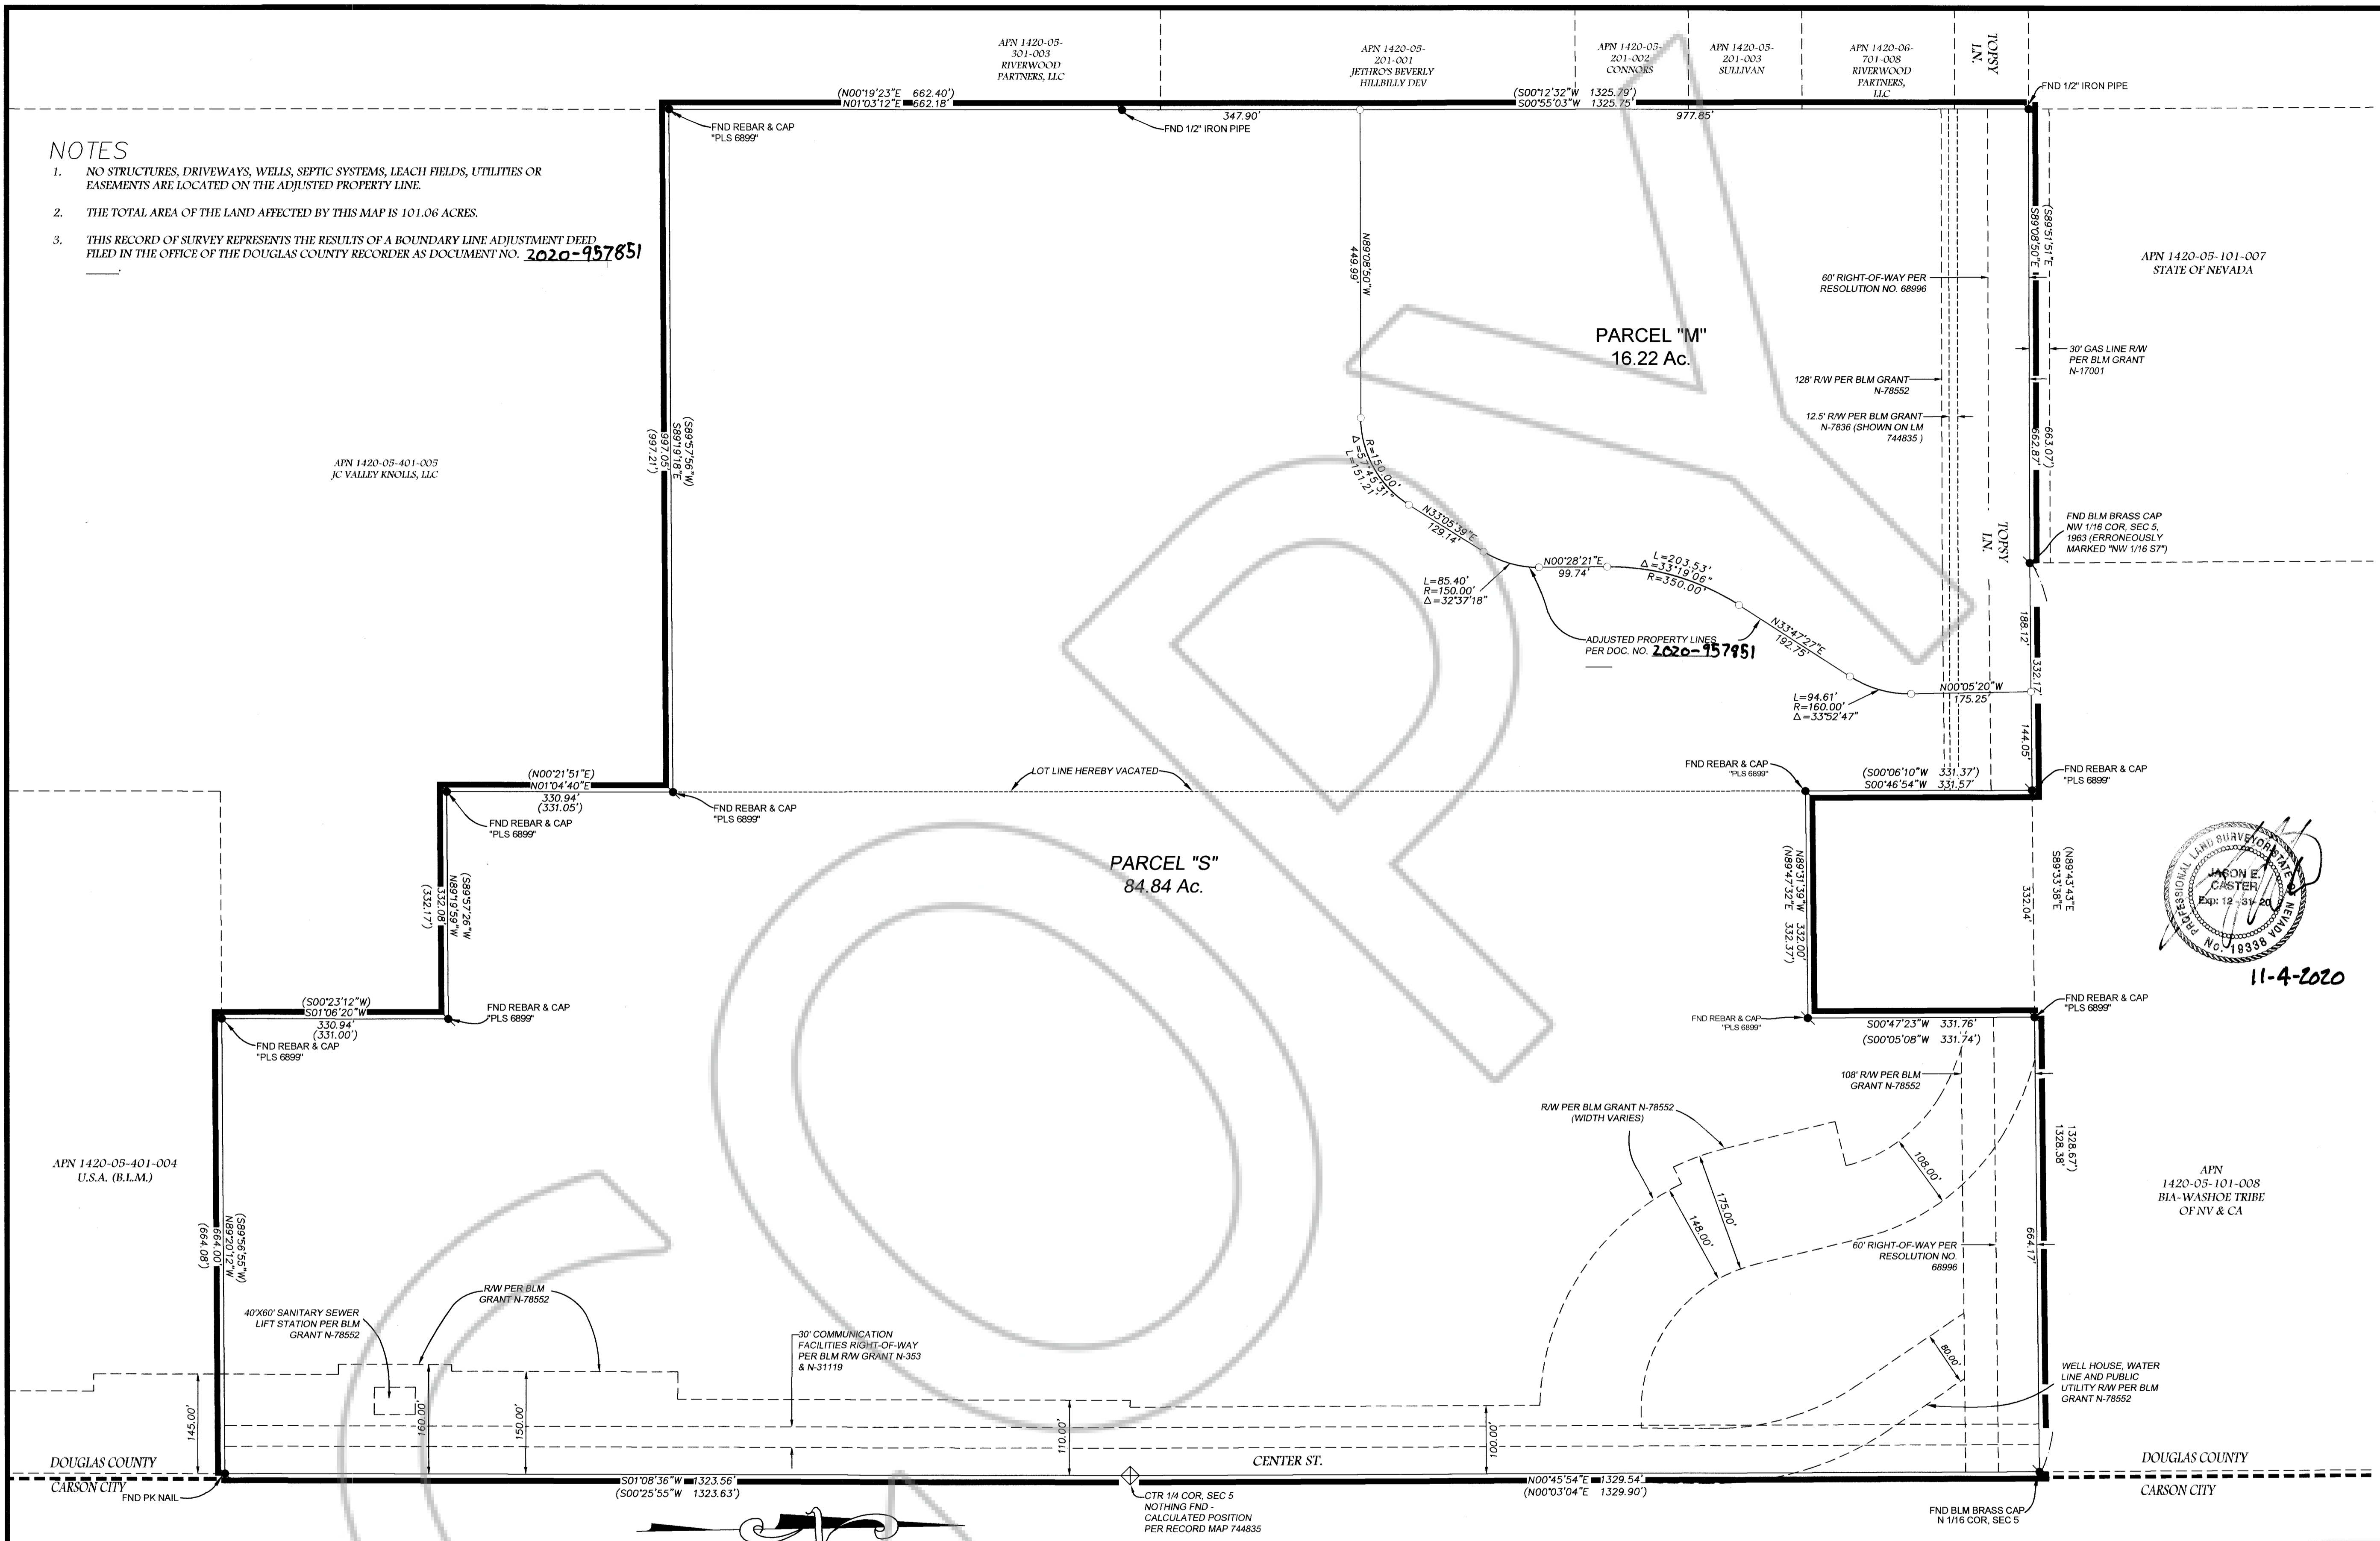 APN 1420-05-
301-003
RIVERWOOD
PARTNERS, LLC
APN 1420-05-
201-001
JETHRO'S BEVERLY
HILLBILLY DEV
APN 1420-05-
201-002
CONNORS
APN 1420-05-
201-003
SULLIVAN
APN 1420-06-
701-008
RIVERWOOD
PARTNERS,
LLC
TOPSY
LN.
FND 1/2" IRON PIPE
(N00°19'23"E 662.40')
N01°03'12"E 662.18'
(S00°12'32"W 1325.79')
S00°55'03"W 1325.75'
347.90'
977.85'
FND REBAR & CAP
"PLS 6899"
FND 1/2" IRON PIPE
NOTES
1. NO STRUCTURES, DRIVEWAYS, WELLS, SEPTIC SYSTEMS, LEACH FIELDS, UTILITIES OR
EASEMENTS ARE LOCATED ON THE ADJUSTED PROPERTY LINE.
2. THE TOTAL AREA OF THE LAND AFFECTED BY THIS MAP IS 101.06 ACRES.
3. THIS RECORD OF SURVEY REPRESENTS THE RESULTS OF A BOUNDARY LINE ADJUSTMENT DEED
FILED IN THE OFFICE OF THE DOUGLAS COUNTY RECORDER AS DOCUMENT NO. 2020-957851
.
(S89°51'51"E 663.07')
S89°08'50"E 662.87'
APN 1420-05-101-007
STATE OF NEVADA
N89°08'50"W
449.99'
60' RIGHT-OF-WAY PER
RESOLUTION NO. 68996
PARCEL "M"
16.22 Ac.
30' GAS LINE R/W
PER BLM GRANT
N-17001
128' R/W PER BLM GRANT
N-78552
12.5' R/W PER BLM GRANT
N-7836 (SHOWN ON LM
744835 )
APN 1420-05-401-005
JC VALLEY KNOLLS, LLC
(S89°57'56"W)
S89°19'18"E
997.05'
(997.21')
R=150.00'
Δ=57°45'31"
L=151.21'
N33°05'39"E
129.14'
L=85.40'
R=150.00'
Δ=32°37'18"
N00°28'21"E
99.74'
L=203.53'
Δ=33°19'06"
R=350.00'
TOPSY
LN.
FND BLM BRASS CAP
NW 1/16 COR, SEC 5,
1963 (ERRONEOUSLY
MARKED "NW 1/16 S7")
ADJUSTED PROPERTY LINES
PER DOC. NO. 2020-957851
N33°47'27"E
192.75'
188.12'
332.17'
L=94.61'
R=160.00'
Δ=33°52'47"
N00°05'20"W
175.25'
144.05'
(N00°21'51"E)
N01°04'40"E
330.94'
(331.05')
LOT LINE HEREBY VACATED
FND REBAR & CAP
"PLS 6899"
(S00°06'10"W 331.37')
S00°46'54"W 331.57'
FND REBAR & CAP
"PLS 6899"
FND REBAR & CAP
"PLS 6899"
FND REBAR & CAP
"PLS 6899"
PARCEL "S"
84.84 Ac.
(S89°57'26"W
N89°19'59"W
332.08'
(332.17')
N89°31'39"W 332.00'
(N89°47'32"E 332.37')
332.04'
(N89°43'43"E
S89°33'38"E
PROFESSIONAL LAND SURVEYOR STATE OF NEVADA
JASON E.
CASTER
Exp: 12-31-20
No. 19338
11-4-2020
(S00°23'12"W)
S01°06'20"W
330.94'
(331.00')
FND REBAR & CAP
"PLS 6899"
FND REBAR & CAP
"PLS 6899"
FND REBAR & CAP
"PLS 6899"
S00°47'23"W 331.76'
(S00°05'08"W 331.74')
FND REBAR & CAP
"PLS 6899"
108' R/W PER BLM
GRANT N-78552
R/W PER BLM GRANT N-78552
(WIDTH VARIES)
1328.67')
1328.38'
108.00'
175.00'
148.00'
APN 1420-05-401-004
U.S.A. (B.L.M.)
APN
1420-05-101-008
BIA-WASHOE TRIBE
OF NV & CA
(S89°56'55"W)
N89°20'12"W
664.00'
(664.08')
60' RIGHT-OF-WAY PER
RESOLUTION NO.
68996
664.17'
R/W PER BLM
GRANT N-78552
40'X60' SANITARY SEWER
LIFT STATION PER BLM
GRANT N-78552
30' COMMUNICATION
FACILITIES RIGHT-OF-WAY
PER BLM R/W GRANT N-353
& N-31119
80.00'
WELL HOUSE, WATER
LINE AND PUBLIC
UTILITY R/W PER BLM
GRANT N-78552
145.00'
160.00'
150.00'
110.00'
100.00'
CENTER ST.
DOUGLAS COUNTY
CARSON CITY
DOUGLAS COUNTY
CARSON CITY
FND PK NAIL
S01°08'36"W 1323.56'
(S00°25'55"W 1323.63')
N00°45'54"E 1329.54'
(N00°03'04"E 1329.90')
CTR 1/4 COR, SEC 5
NOTHING FND -
CALCULATED POSITION
PER RECORD MAP 744835
FND BLM BRASS CAP
N 1/16 COR, SEC 5
COPY